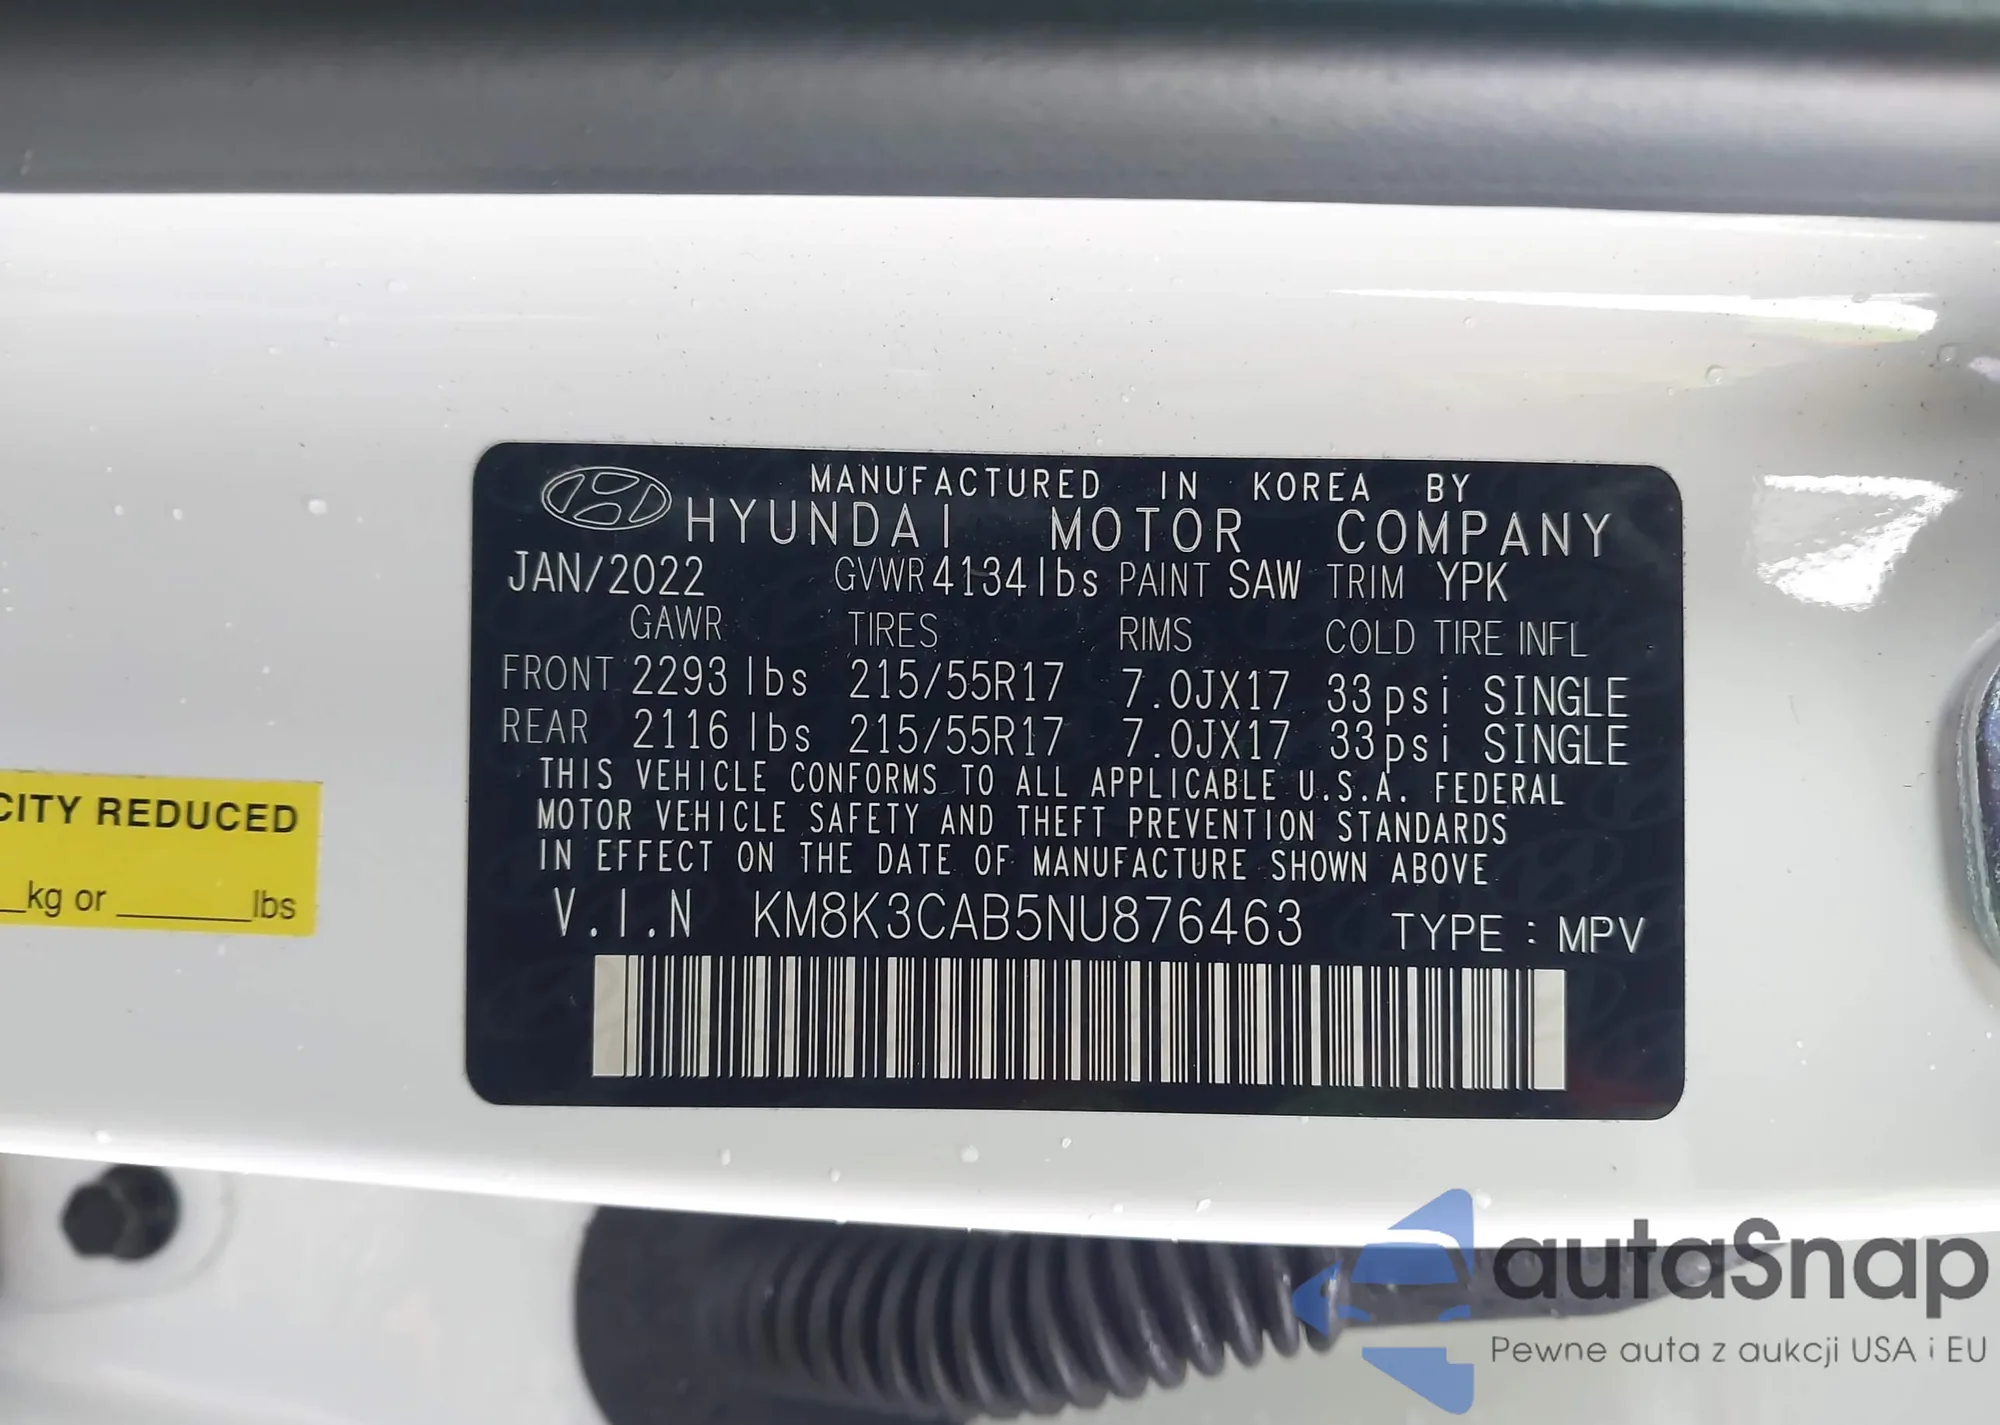 MANUFACTURED IN KOREA BY
HYUNDAI MOTOR COMPANY
JAN/2022 GVWR 4134lbs PAINT SAW TRIM YPK
GAWR TIRES RIMS COLD TIRE INFL
FRONT 2293 lbs 215/55R17 7.0JX17 33psi SINGLE
REAR 2116 lbs 215/55R17 7.0JX17 33psi SINGLE
THIS VEHICLE CONFORMS TO ALL APPLICABLE U.S.A. FEDERAL
MOTOR VEHICLE SAFETY AND THEFT PREVENTION STANDARDS
IN EFFECT ON THE DATE OF MANUFACTURE SHOWN ABOVE
V.I.N KM8K3CAB5NU876463 TYPE : MPV
CITY REDUCED
kg or ______ lbs
autaSnap
Pewne auta z aukcji USA i EU